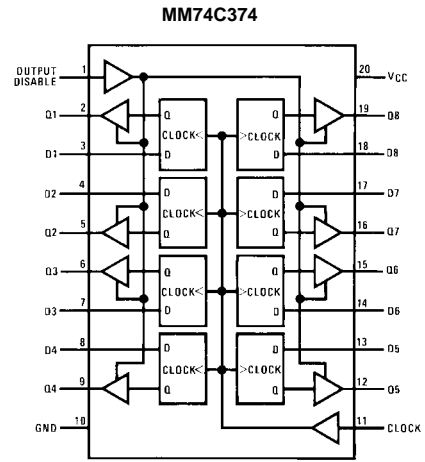 MM74C374
OUTPUT DISABLE 1
20 VCC
Q1 2 Q
Q 19 Q8
CLOCK< >CLOCK
D1 3 D
D 18 D8
D2 4 D
D 17 D7
CLOCK< >CLOCK
Q2 5 Q
Q 16 Q7
Q3 6 Q
Q 15 Q6
CLOCK< >CLOCK
D3 7 D
D 14 D6
D4 8 D
D 13 D5
CLOCK< >CLOCK
Q4 9 Q
Q 12 Q5
GND 10
11 CLOCK